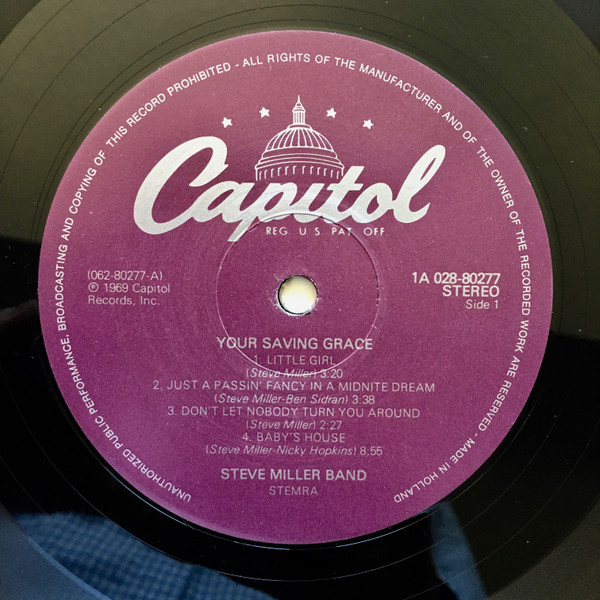 UNAUTHORIZED PUBLIC PERFORMANCE, BROADCASTING AND COPYING OF THIS RECORD PROHIBITED - ALL RIGHTS OF THE MANUFACTURER AND OF THE OWNER OF THE RECORDED WORK ARE RESERVED - MADE IN HOLLAND
Capitol
REG. U.S. PAT. OFF.
(062-80277-A)
℗ 1969 Capitol
Records, Inc.
1A 028-80277
STEREO
Side 1
YOUR SAVING GRACE
1. LITTLE GIRL
(Steve Miller) 3:20
2. JUST A PASSIN' FANCY IN A MIDNITE DREAM
(Steve Miller-Ben Sidran) 3:38
3. DON'T LET NOBODY TURN YOU AROUND
(Steve Miller) 2:27
4. BABY'S HOUSE
(Steve Miller-Nicky Hopkins) 8:55
STEVE MILLER BAND
STEMRA